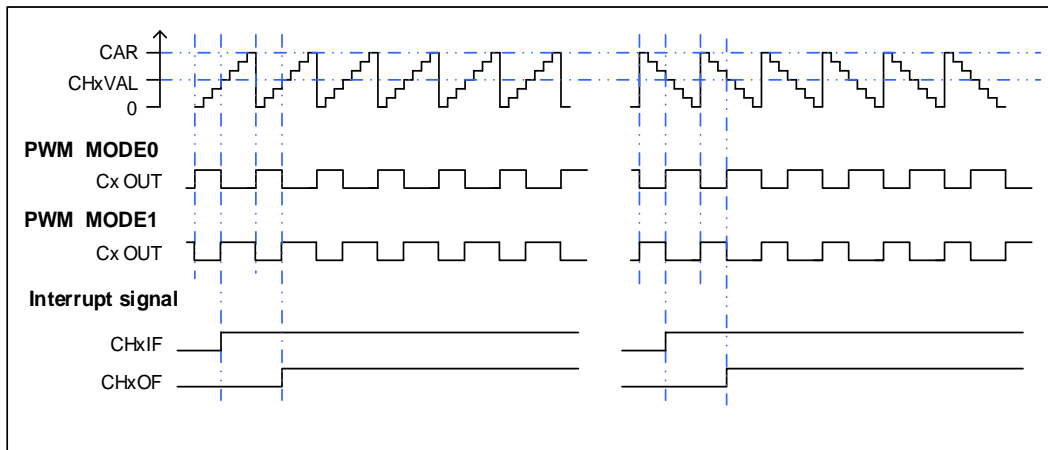 CAR
CHxVAL
0
PWM MODE0
Cx OUT
PWM MODE1
Cx OUT
Interrupt signal
CHxIF
CHxOF